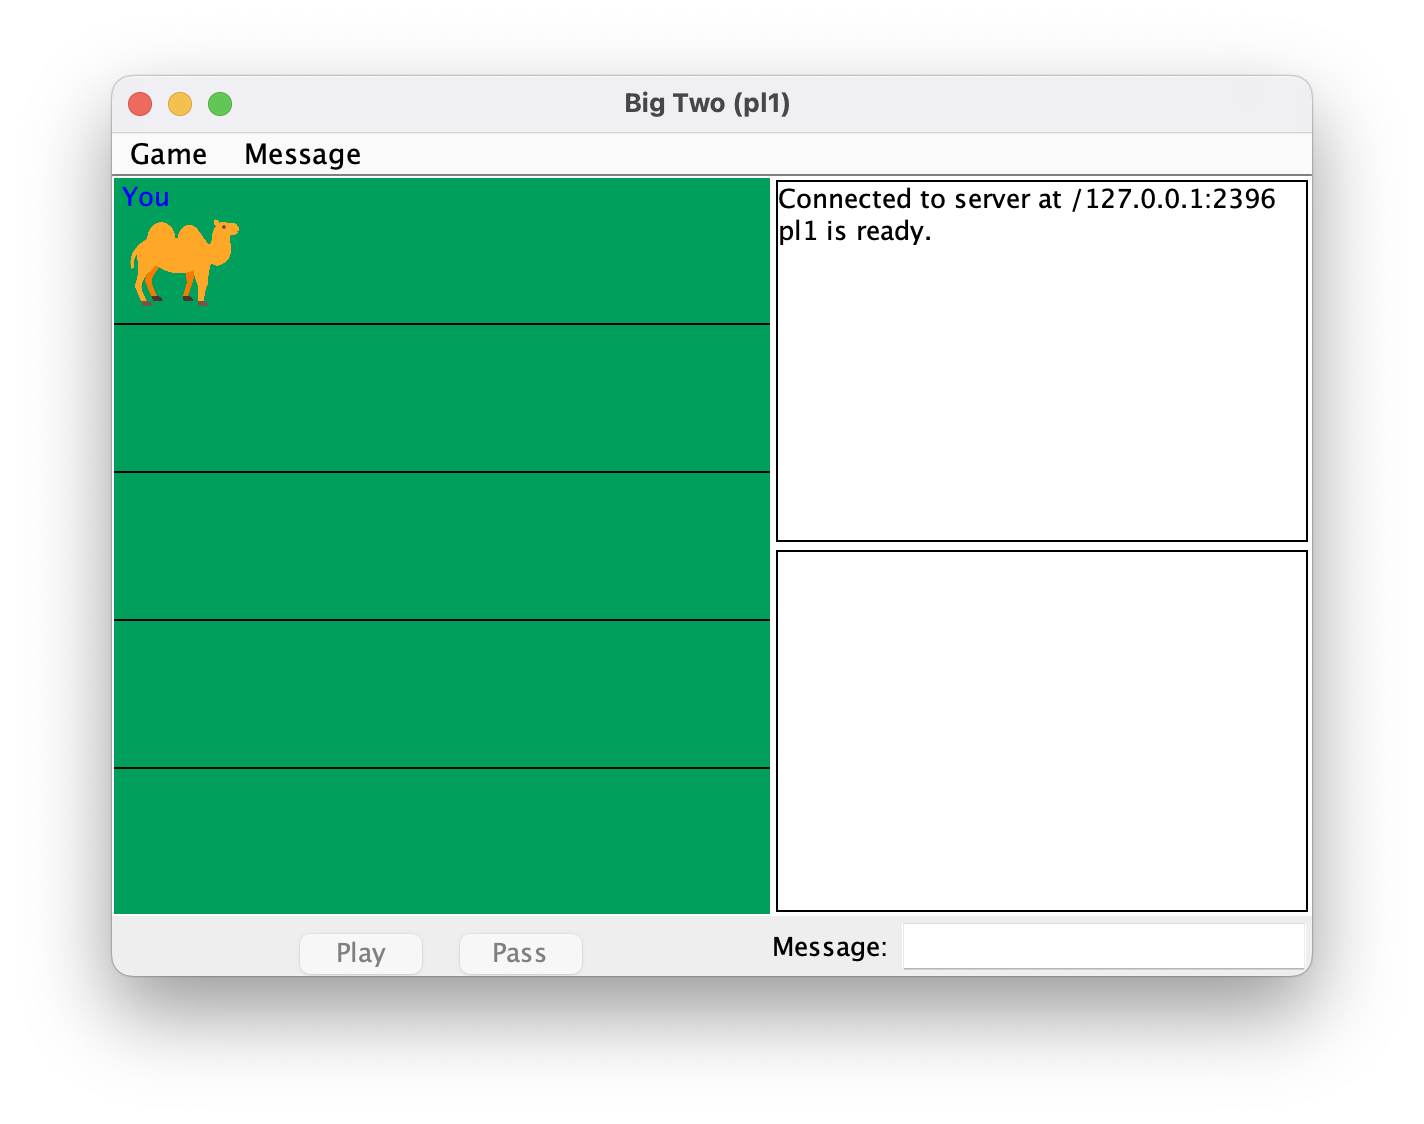 Big Two (pl1)
Game Message
You
Connected to server at /127.0.0.1:2396
pl1 is ready.
Play Pass
Message: